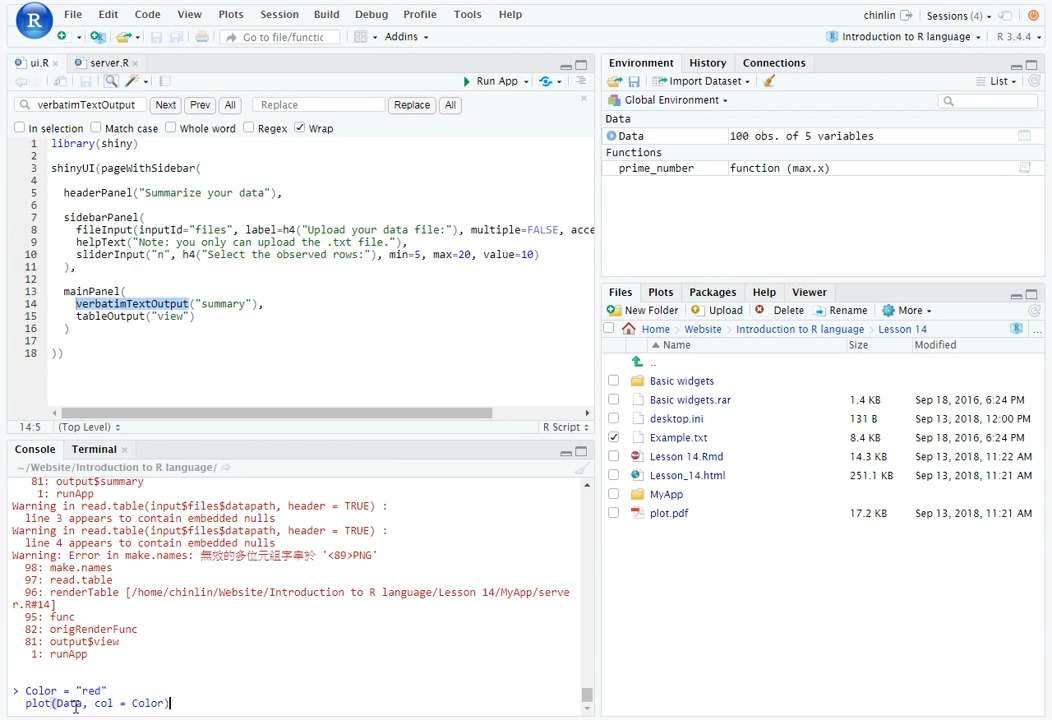 R File Edit Code View Plots Session Build Debug Profile Tools Help chinlin Sessions (4)
Go to file/functic Addins Introduction to R language R 3.4.4
ui.R × server.R ×
Run App
verbatimTextOutput Next Prev All Replace Replace All
In selection Match case Whole word Regex Wrap
1 library(shiny)
2
3 shinyUI(pageWithSidebar(
4
5 headerPanel("Summarize your data"),
6
7 sidebarPanel(
8 fileInput(inputId="files", label=h4("Upload your data file:"), multiple=FALSE, acce
9 helpText("Note: you only can upload the .txt file."),
10 sliderInput("n", h4("Select the observed rows:"), min=5, max=20, value=10)
11 ),
12
13 mainPanel(
14 verbatimTextOutput("summary"),
15 tableOutput("view")
16 )
17
18 ))
14:5 (Top Level) R Script
Console Terminal ×
~/Website/Introduction to R language/
81: output$summary
1: runApp
Warning in read.table(input$files$datapath, header = TRUE) :
line 3 appears to contain embedded nulls
Warning in read.table(input$files$datapath, header = TRUE) :
line 4 appears to contain embedded nulls
Warning: Error in make.names: 無效的多位元組字串於 '<89>PNG'
98: make.names
97: read.table
96: renderTable [/home/chinlin/Website/Introduction to R language/Lesson 14/MyApp/serve
r.R#14]
95: func
82: origRenderFunc
81: output$view
1: runApp
> Color = "red"
plot(Data, col = Color)
Environment History Connections
Import Dataset List
Global Environment
Data
Data 100 obs. of 5 variables
Functions
prime_number function (max.x)
Files Plots Packages Help Viewer
New Folder Upload Delete Rename More
Home Website Introduction to R language Lesson 14 ...
Name Size Modified
..
Basic widgets
Basic widgets.rar 1.4 KB Sep 18, 2016, 6:24 PM
desktop.ini 131 B Sep 13, 2018, 12:00 PM
Example.txt 8.4 KB Sep 18, 2016, 6:24 PM
Lesson 14.Rmd 14.3 KB Sep 13, 2018, 11:22 AM
Lesson_14.html 251.1 KB Sep 13, 2018, 11:21 AM
MyApp
plot.pdf 17.2 KB Sep 13, 2018, 11:21 AM